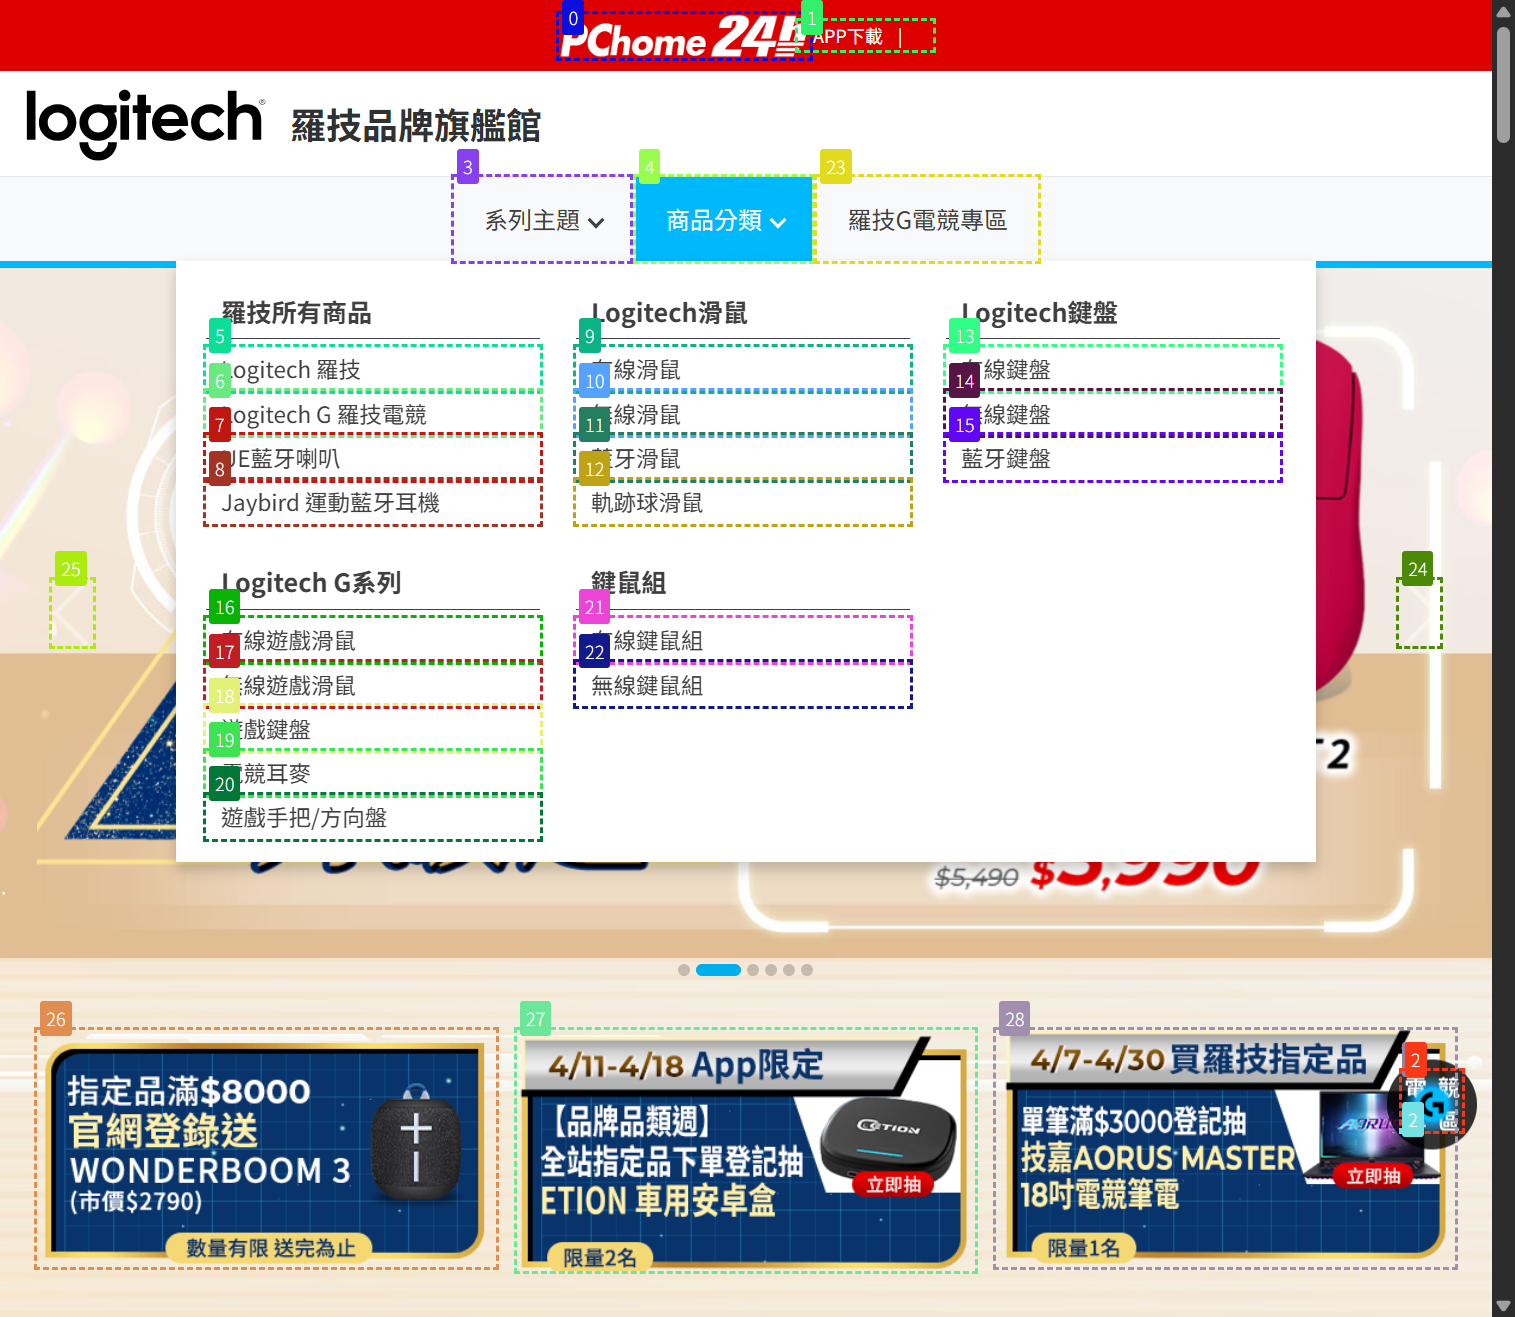 PChome 24h
APP下載 |
logitech 羅技品牌旗艦館
系列主題
商品分類
羅技G電競專區
羅技所有商品
Logitech 羅技
Logitech G 羅技電競
UE藍牙喇叭
Jaybird 運動藍牙耳機
Logitech滑鼠
有線滑鼠
無線滑鼠
藍牙滑鼠
軌跡球滑鼠
Logitech鍵盤
有線鍵盤
無線鍵盤
藍牙鍵盤
Logitech G系列
有線遊戲滑鼠
無線遊戲滑鼠
遊戲鍵盤
電競耳麥
遊戲手把/方向盤
鍵鼠組
有線鍵鼠組
無線鍵鼠組
$5,490 $3,990
指定品滿$8000
官網登錄送
WONDERBOOM 3
(市價$2790)
數量有限 送完為止
4/11-4/18 App限定
【品牌品類週】
全站指定品下單登記抽
ETION 車用安卓盒
限量2名
ETION
立即抽
4/7-4/30 買羅技指定品
單筆滿$3000登記抽
技嘉AORUS MASTER
18吋電競筆電
限量1名
立即抽
0
1
3
4
23
5
6
7
8
9
10
11
12
13
14
15
16
17
18
19
20
21
22
25
24
26
27
28
2
2